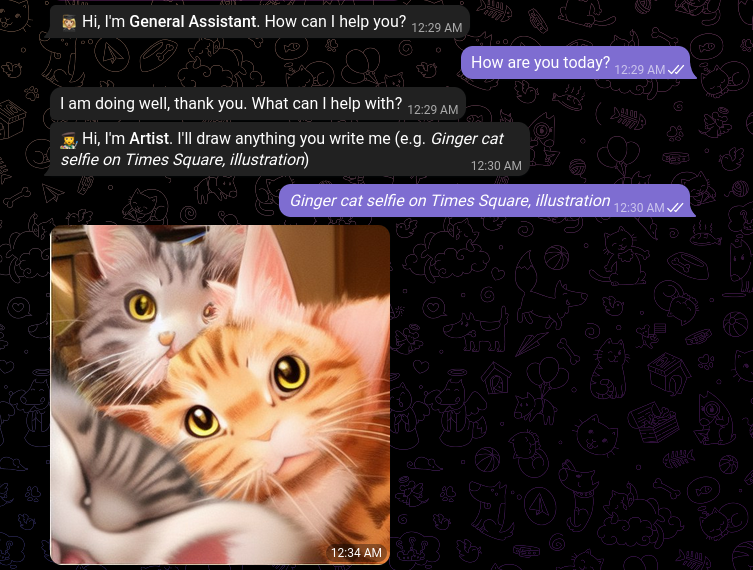 Hi, I'm General Assistant. How can I help you? 12:29 AM
How are you today? 12:29 AM
I am doing well, thank you. What can I help with? 12:29 AM
Hi, I'm Artist. I'll draw anything you write me (e.g. Ginger cat
selfie on Times Square, illustration) 12:30 AM
Ginger cat selfie on Times Square, illustration 12:30 AM
12:34 AM